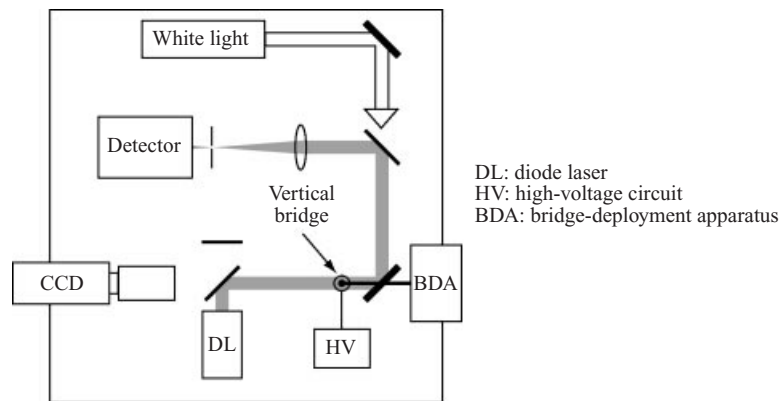 White light
Detector
DL: diode laser
HV: high-voltage circuit
BDA: bridge-deployment apparatus
Vertical
bridge
CCD
BDA
DL
HV